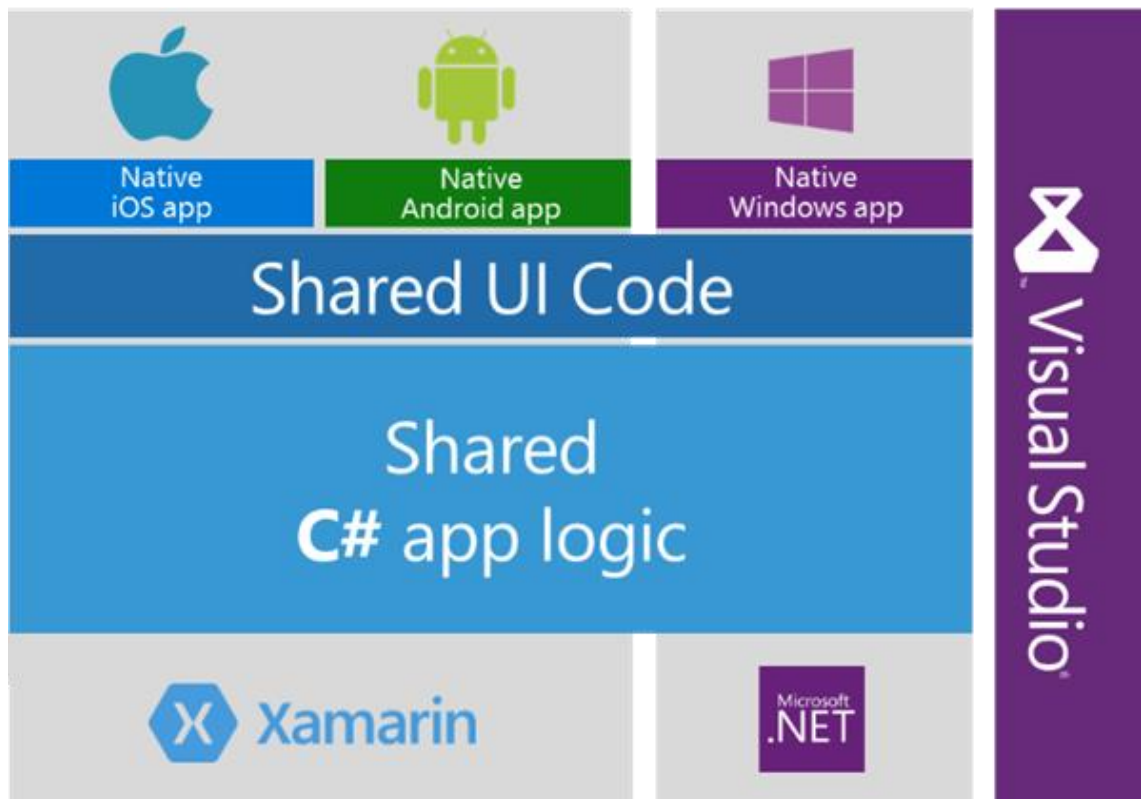 Native
iOS app
Native
Android app
Native
Windows app
Shared UI Code
Shared
C# app logic
Xamarin
Microsoft
.NET
Visual Studio®